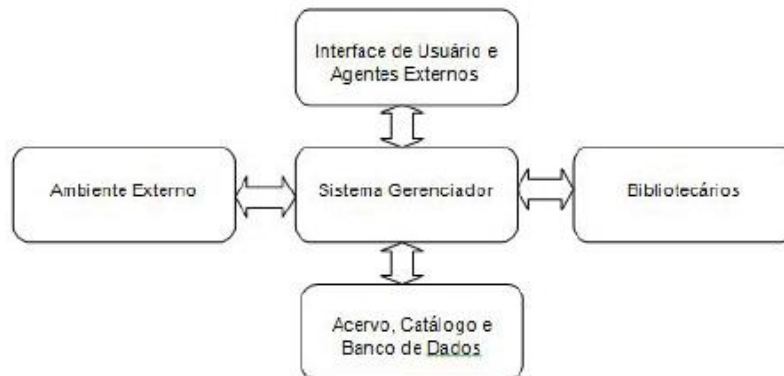 Interface de Usuário e
Agentes Externos
Ambiente Externo
Sistema Gerenciador
Bibliotecários
Acervo, Catálogo e
Banco de Dados